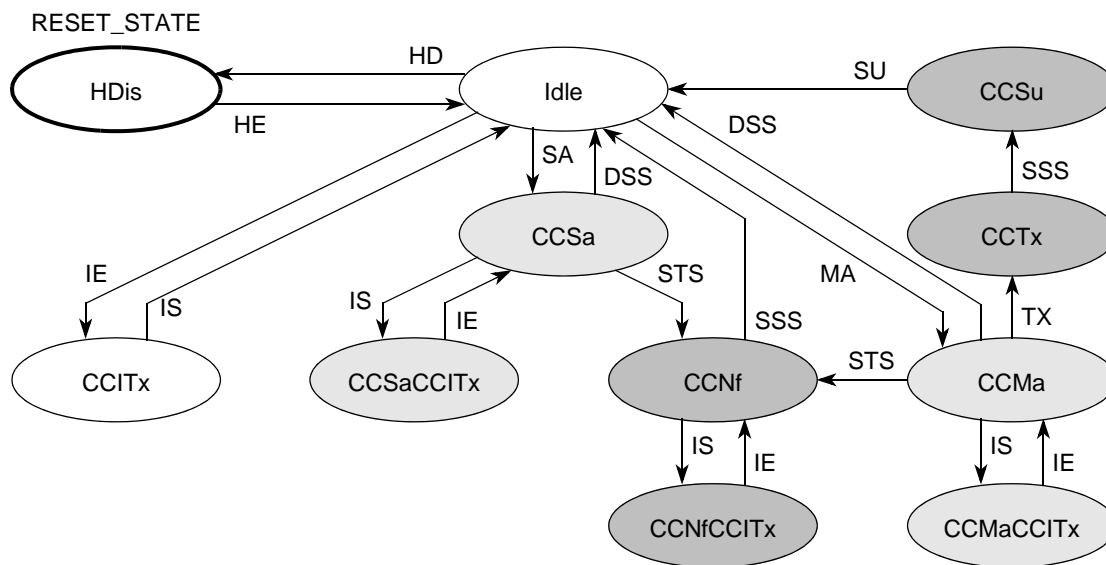 RESET_STATE
HDis
HD
HE
Idle
SU
CCSu
SA
DSS
DSS
SSS
CCSa
CCTx
IE
IS
IS
IE
STS
SSS
MA
TX
STS
CCITx
CCSaCCITx
CCNf
CCMa
IS
IE
IS
IE
CCNfCCITx
CCMaCCITx